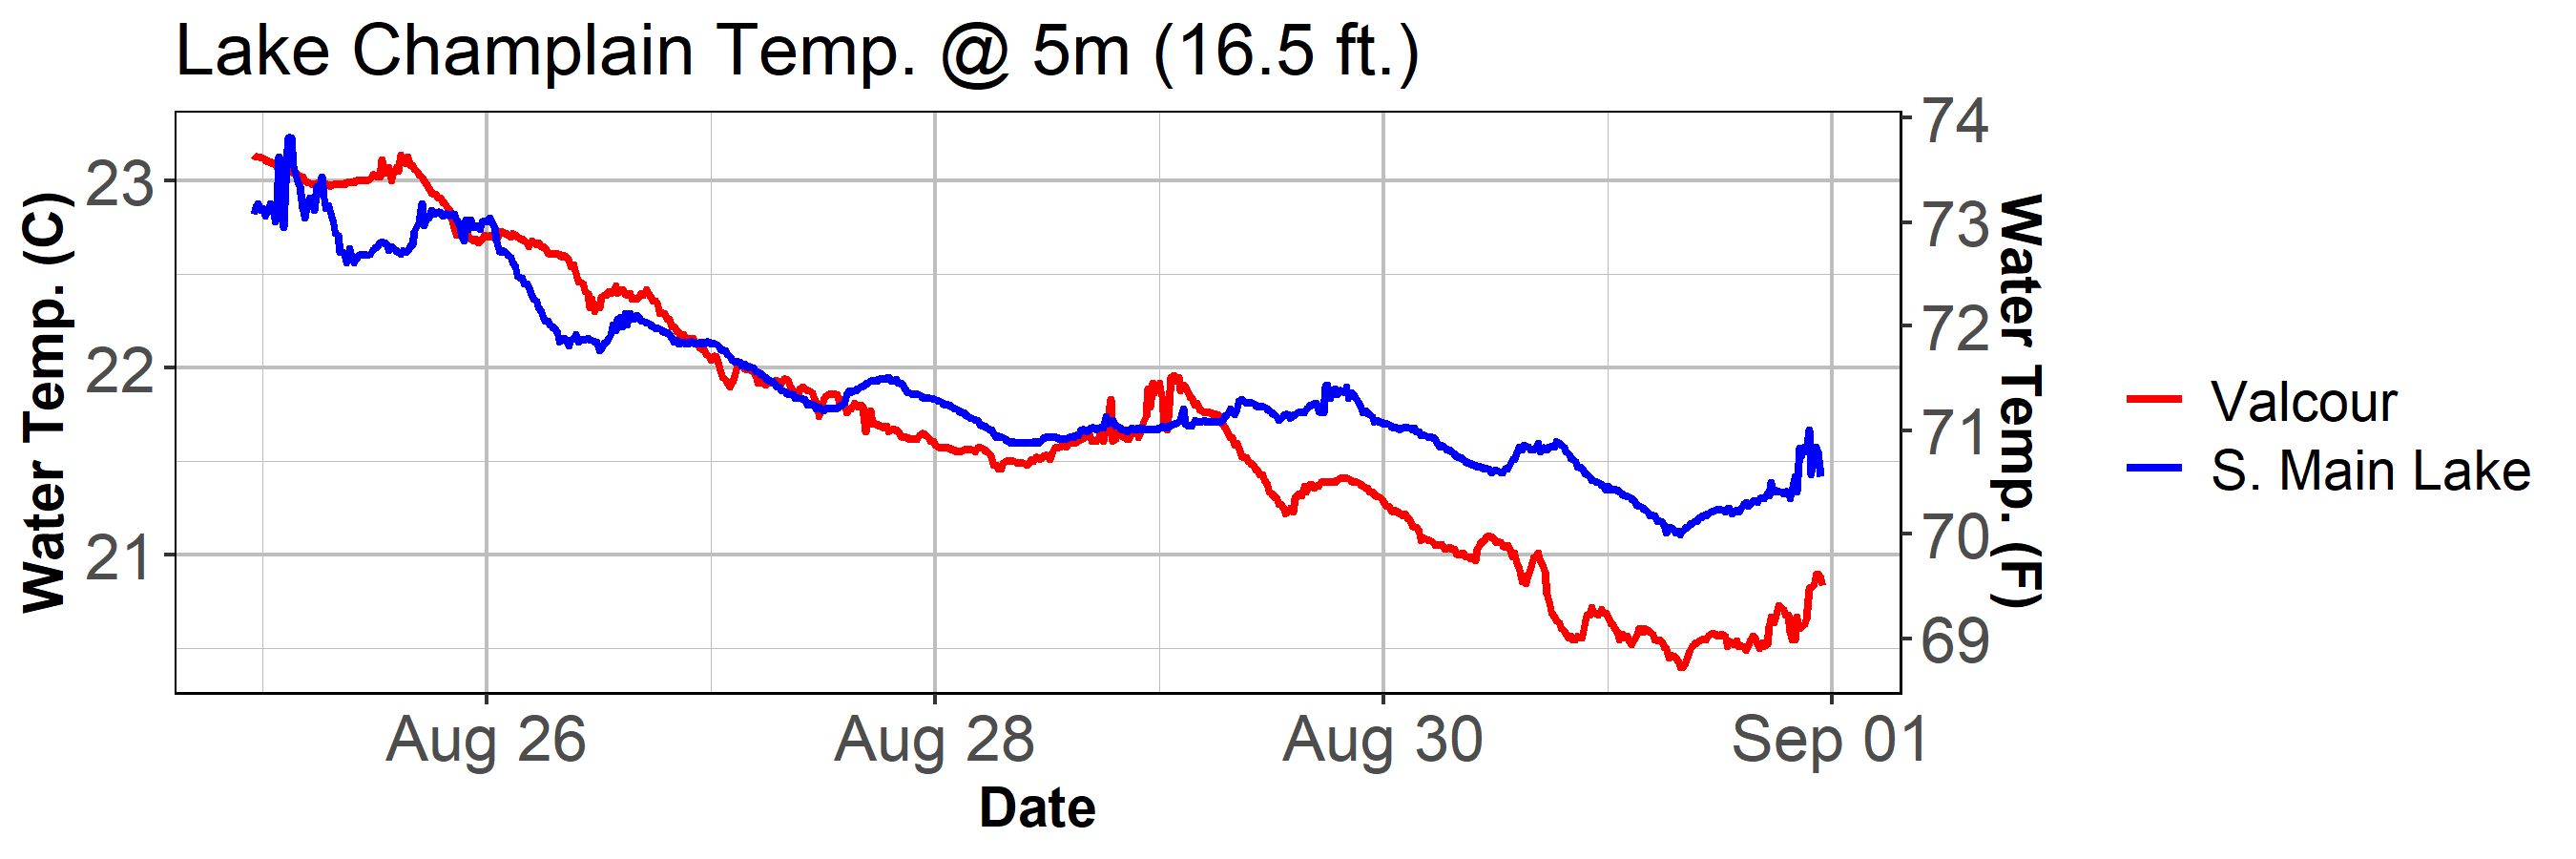 Lake Champlain Temp. @ 5m (16.5 ft.)
Water Temp. (C)
23
22
21
74
73
72
71
70
69
Water Temp. (F)
Valcour
S. Main Lake
Aug 26
Aug 28
Aug 30
Sep 01
Date